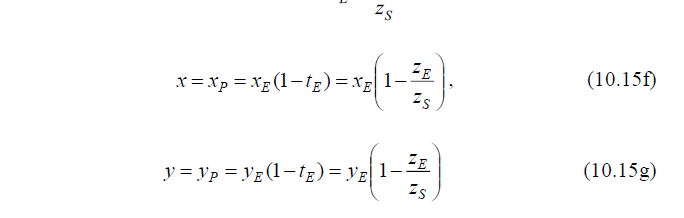 E z_S
x = x_P = x_E (1 − t_E) = x_E (1 − z_E / z_S), (10.15f)
y = y_P = y_E (1 − t_E) = y_E (1 − z_E / z_S) (10.15g)